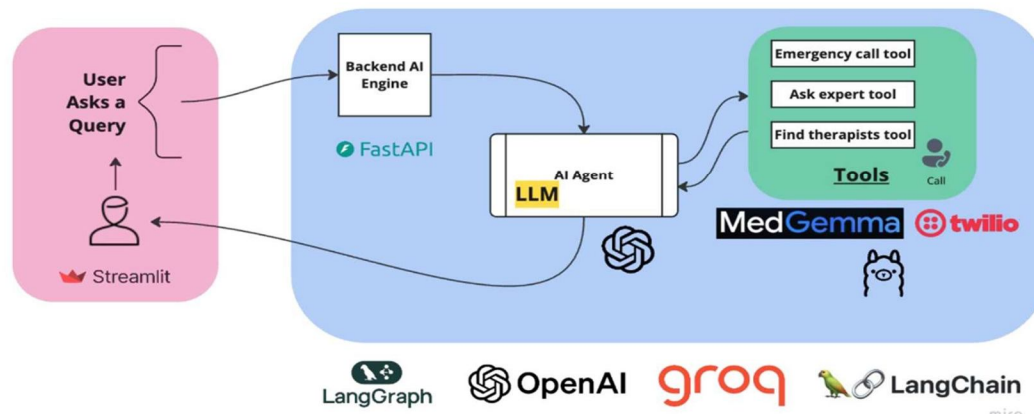 User
Asks a
Query
Streamlit
Backend AI
Engine
FastAPI
AI Agent
LLM
Emergency call tool
Ask expert tool
Find therapists tool
Tools
Call
MedGemma
twilio
LangGraph
OpenAI
groq
LangChain
miro